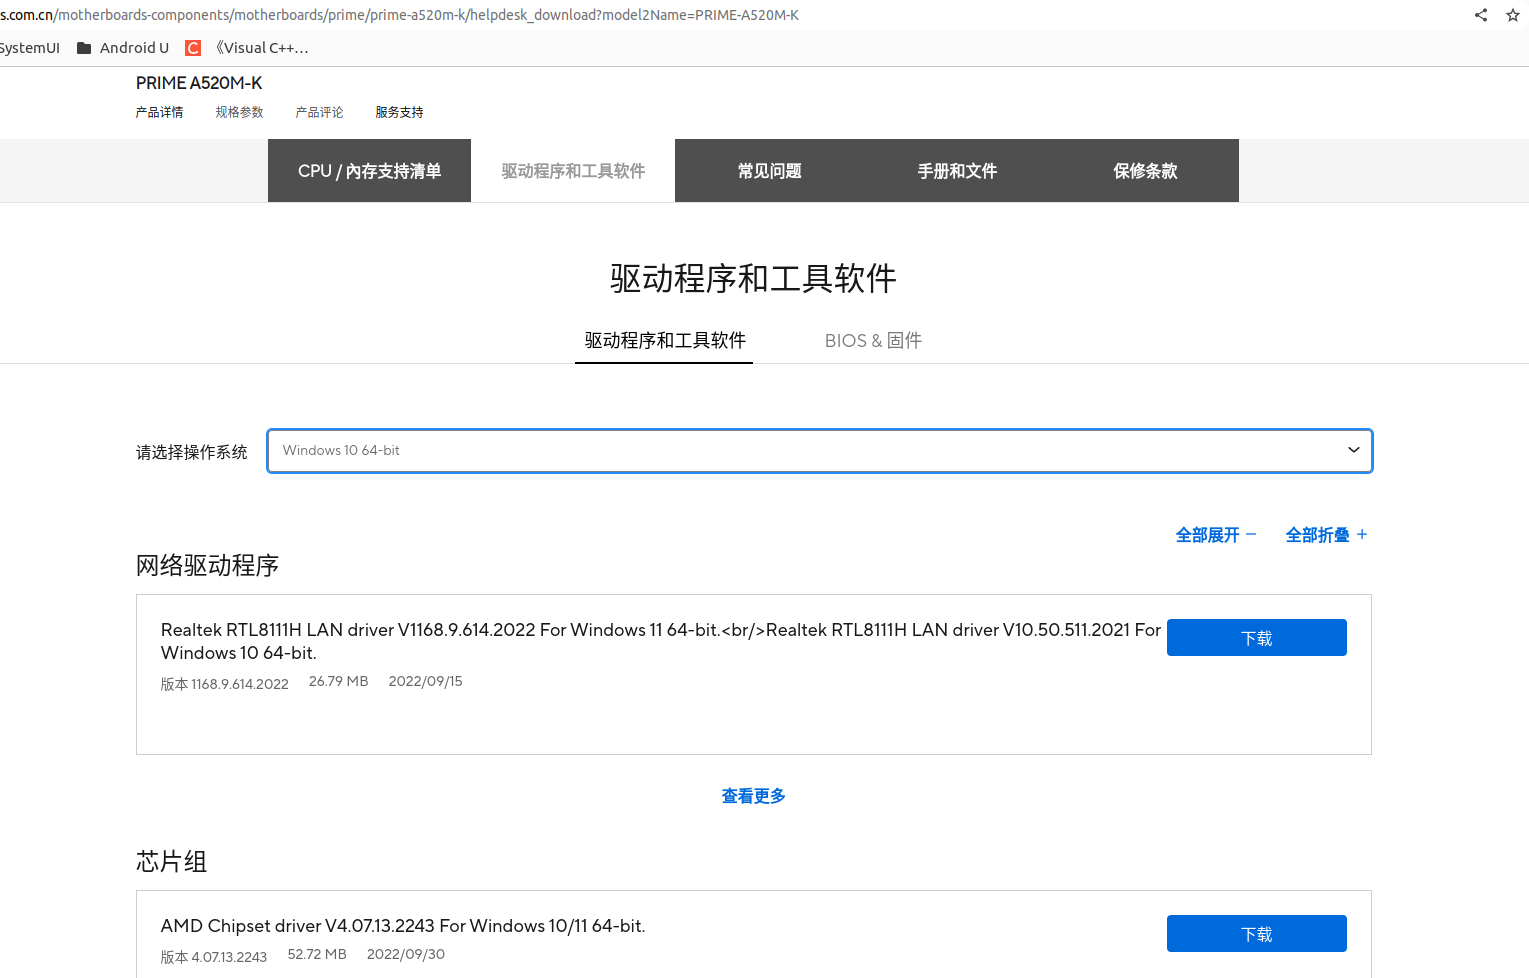 s.com.cn/motherboards-components/motherboards/prime/prime-a520m-k/helpdesk_download?model2Name=PRIME-A520M-K
SystemUI Android U 《Visual C++...
PRIME A520M-K
产品详情 规格参数 产品评论 服务支持
CPU / 内存支持清单 驱动程序和工具软件 常见问题 手册和文件 保修条款
驱动程序和工具软件
驱动程序和工具软件 BIOS & 固件
请选择操作系统 Windows 10 64-bit
全部展开 − 全部折叠 +
网络驱动程序
Realtek RTL8111H LAN driver V1168.9.614.2022 For Windows 11 64-bit.<br/>Realtek RTL8111H LAN driver V10.50.511.2021 For 下载
Windows 10 64-bit.
版本 1168.9.614.2022 26.79 MB 2022/09/15
查看更多
芯片组
AMD Chipset driver V4.07.13.2243 For Windows 10/11 64-bit. 下载
版本 4.07.13.2243 52.72 MB 2022/09/30